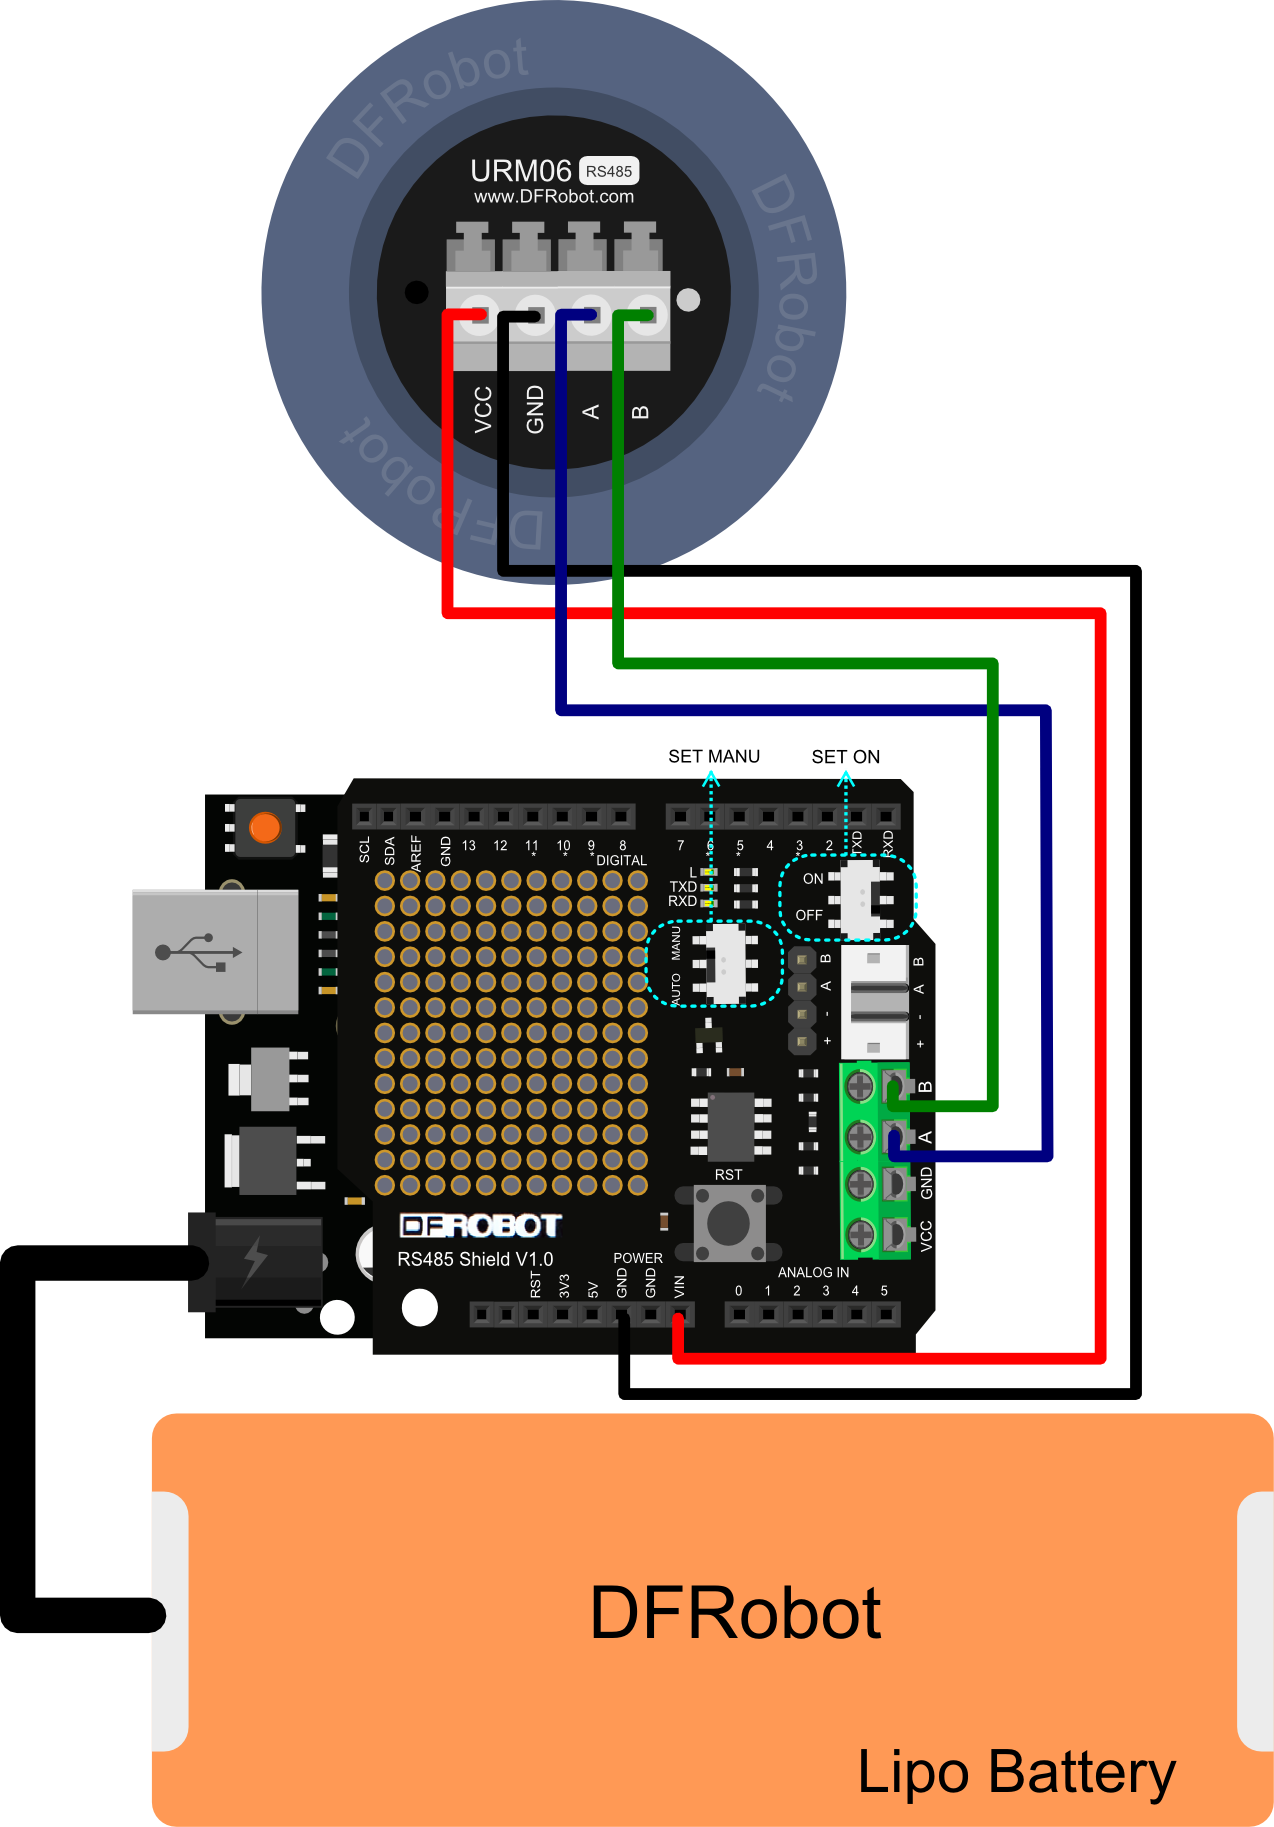 DFRobot
DFRobot
DFRobot
URM06 RS485
www.DFRobot.com
VCC GND A B
SET MANU SET ON
SCL SDA AREF GND 13 12 11 10 9 8 7 6 5 4 3 2 TXD RXD
* * * * * *
DIGITAL
L
TXD
RXD
ON
OFF
MANU
AUTO
B
A
-
+
B
A
-
+
B
A
GND
VCC
RST
DFROBOT
RS485 Shield V1.0
POWER
RST 3V3 5V GND GND VIN
ANALOG IN
0 1 2 3 4 5
DFRobot
Lipo Battery